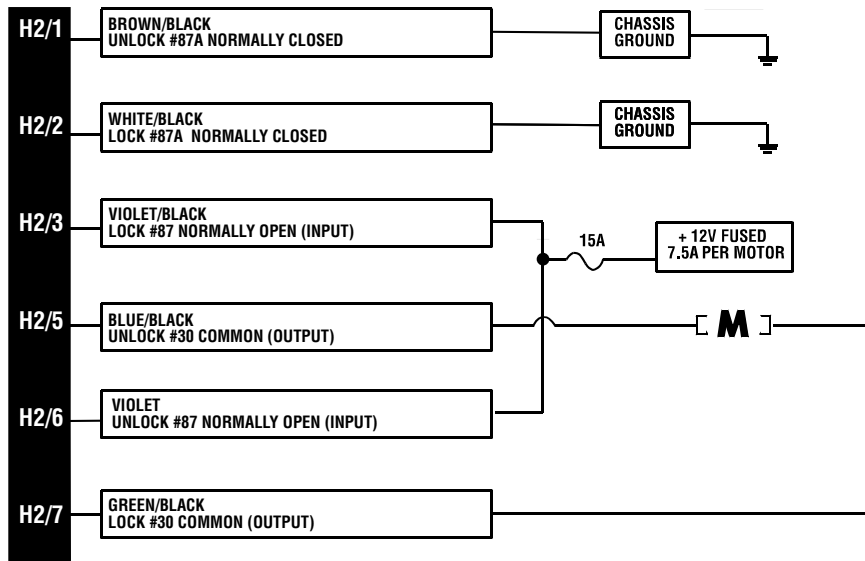 H2/1
BROWN/BLACK
UNLOCK #87A NORMALLY CLOSED
CHASSIS
GROUND
H2/2
WHITE/BLACK
LOCK #87A NORMALLY CLOSED
CHASSIS
GROUND
H2/3
VIOLET/BLACK
LOCK #87 NORMALLY OPEN (INPUT)
15A
+ 12V FUSED
7.5A PER MOTOR
H2/5
BLUE/BLACK
UNLOCK #30 COMMON (OUTPUT)
M
H2/6
VIOLET
UNLOCK #87 NORMALLY OPEN (INPUT)
H2/7
GREEN/BLACK
LOCK #30 COMMON (OUTPUT)